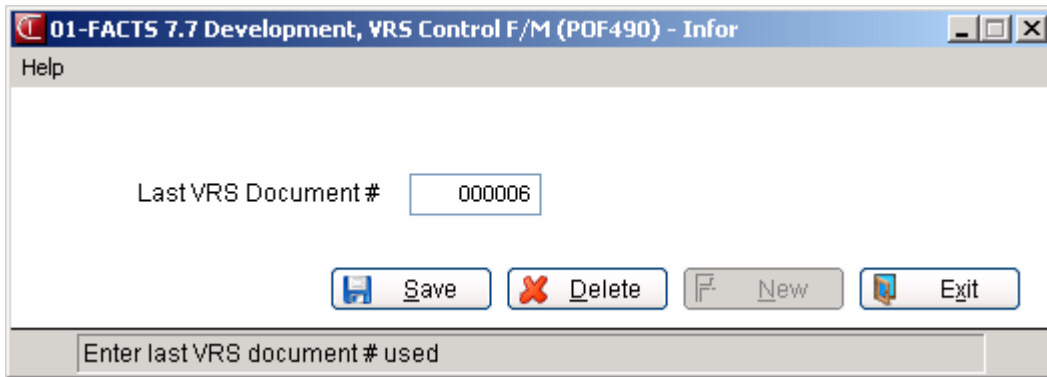 01-FACTS 7.7 Development, VRS Control F/M (POF490) - Infor
Help
Last VRS Document # 000006
Save Delete New Exit
Enter last VRS document # used